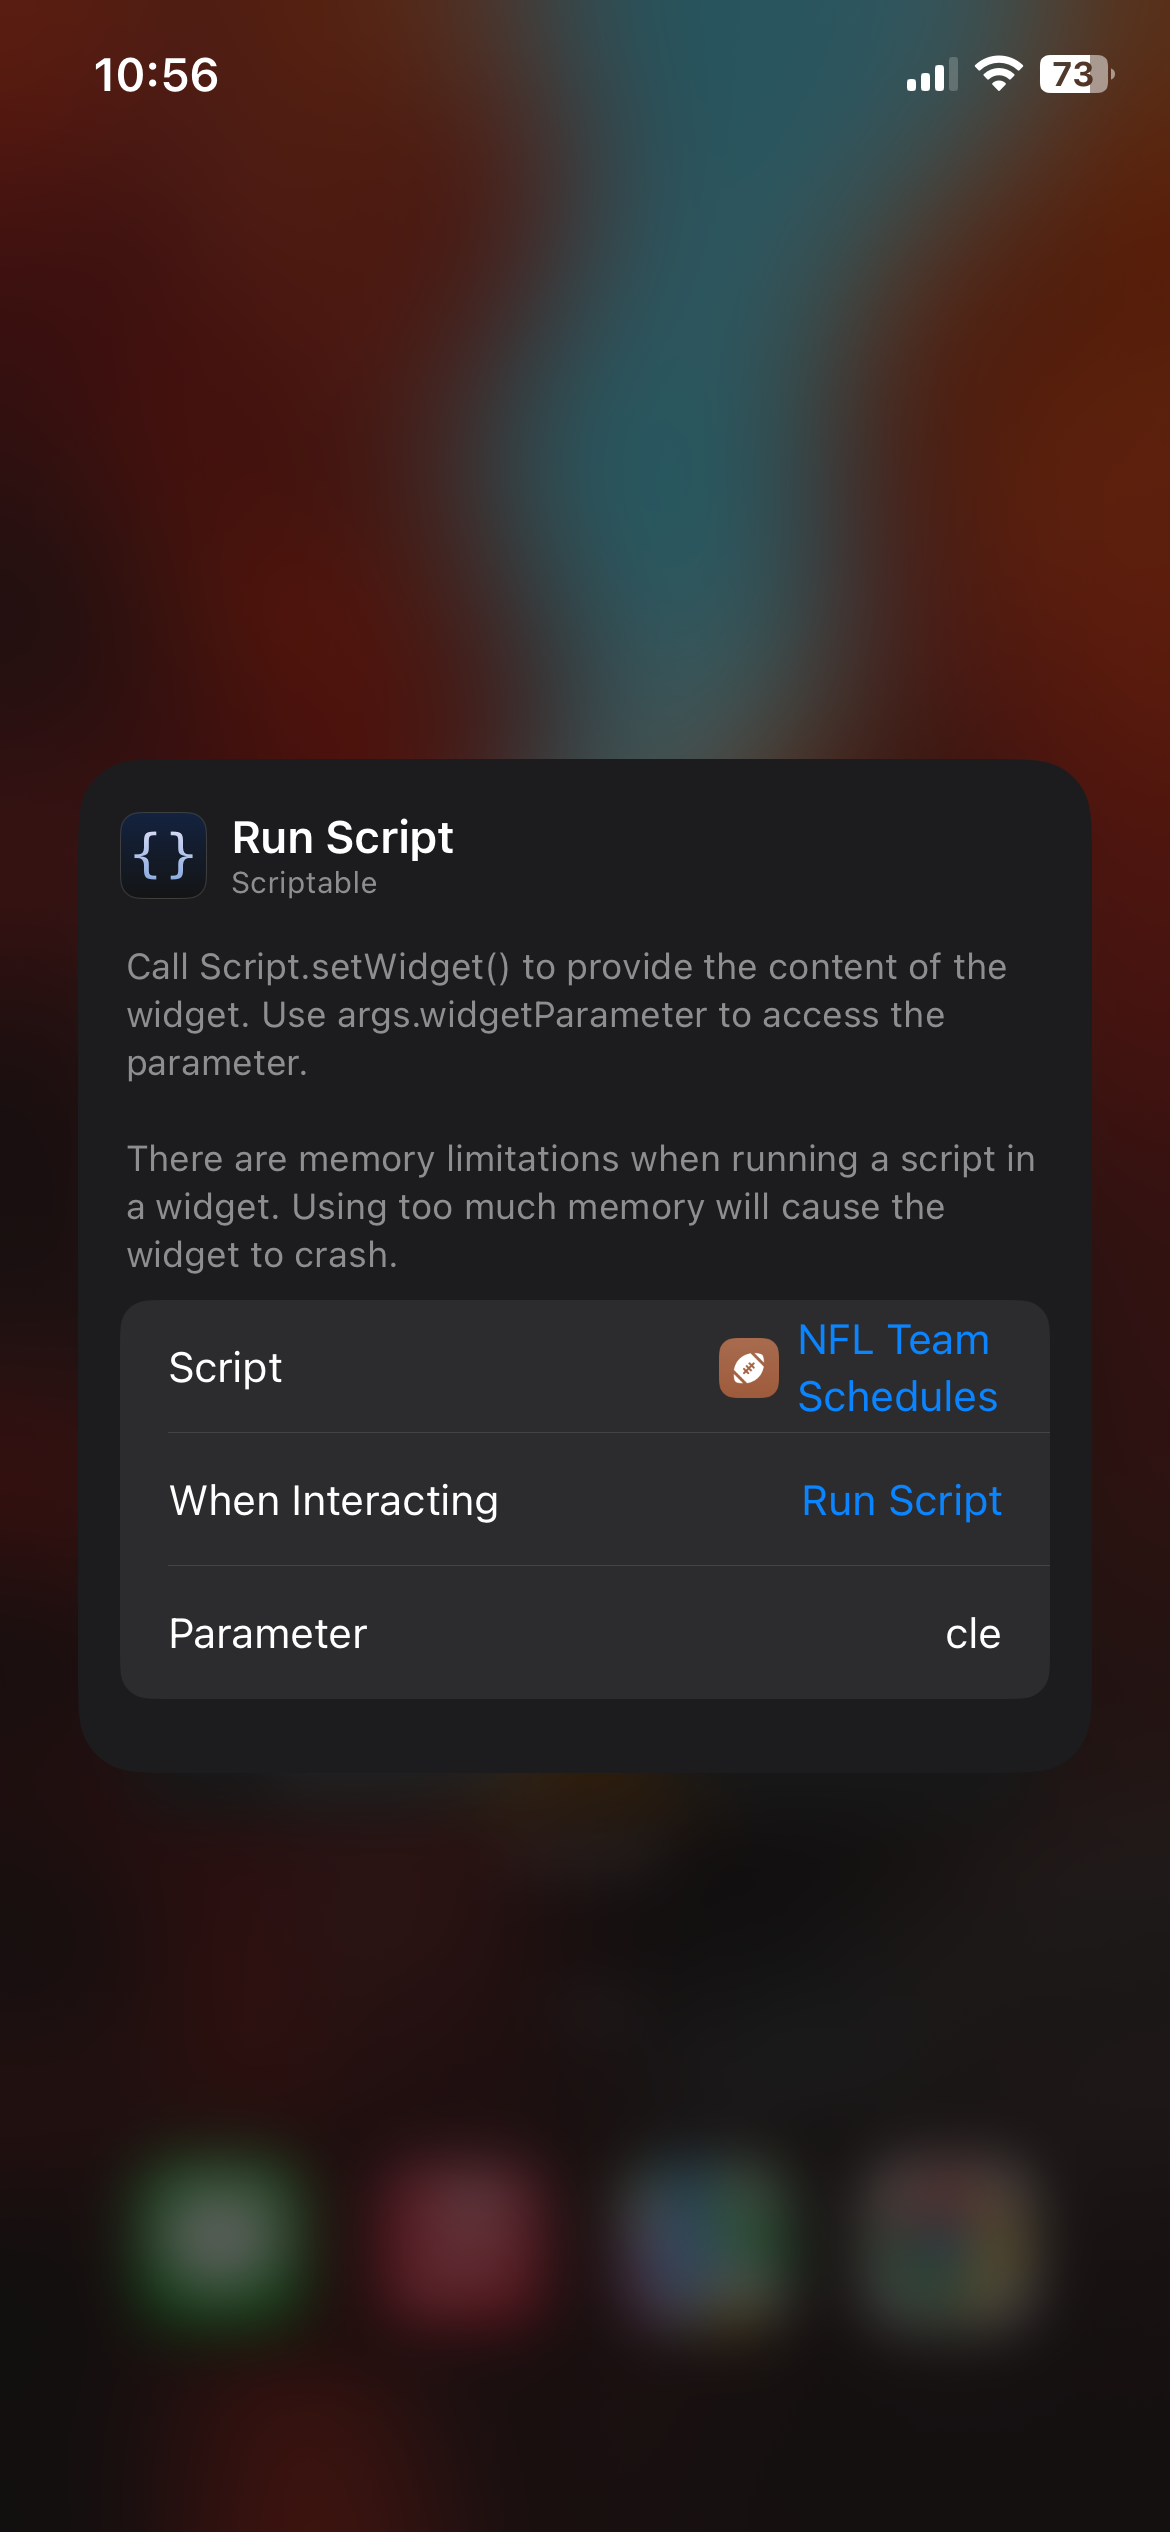 10:56
73
{ }
Run Script
Scriptable
Call Script.setWidget() to provide the content of the
widget. Use args.widgetParameter to access the
parameter.
There are memory limitations when running a script in
a widget. Using too much memory will cause the
widget to crash.
Script
NFL Team
Schedules
When Interacting
Run Script
Parameter
cle